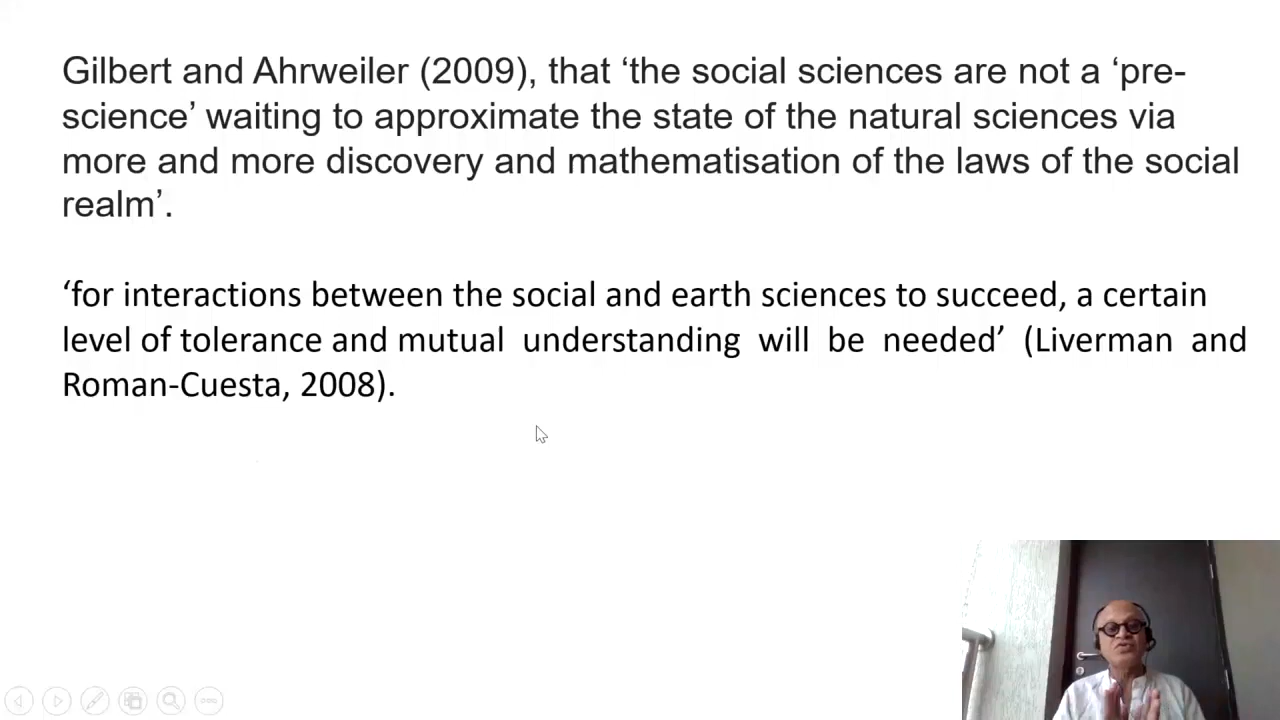 Gilbert and Ahrweiler (2009), that ‘the social sciences are not a ‘pre-
science’ waiting to approximate the state of the natural sciences via
more and more discovery and mathematisation of the laws of the social
realm’.
‘for interactions between the social and earth sciences to succeed, a certain
level of tolerance and mutual understanding will be needed’ (Liverman and
Roman-Cuesta, 2008).